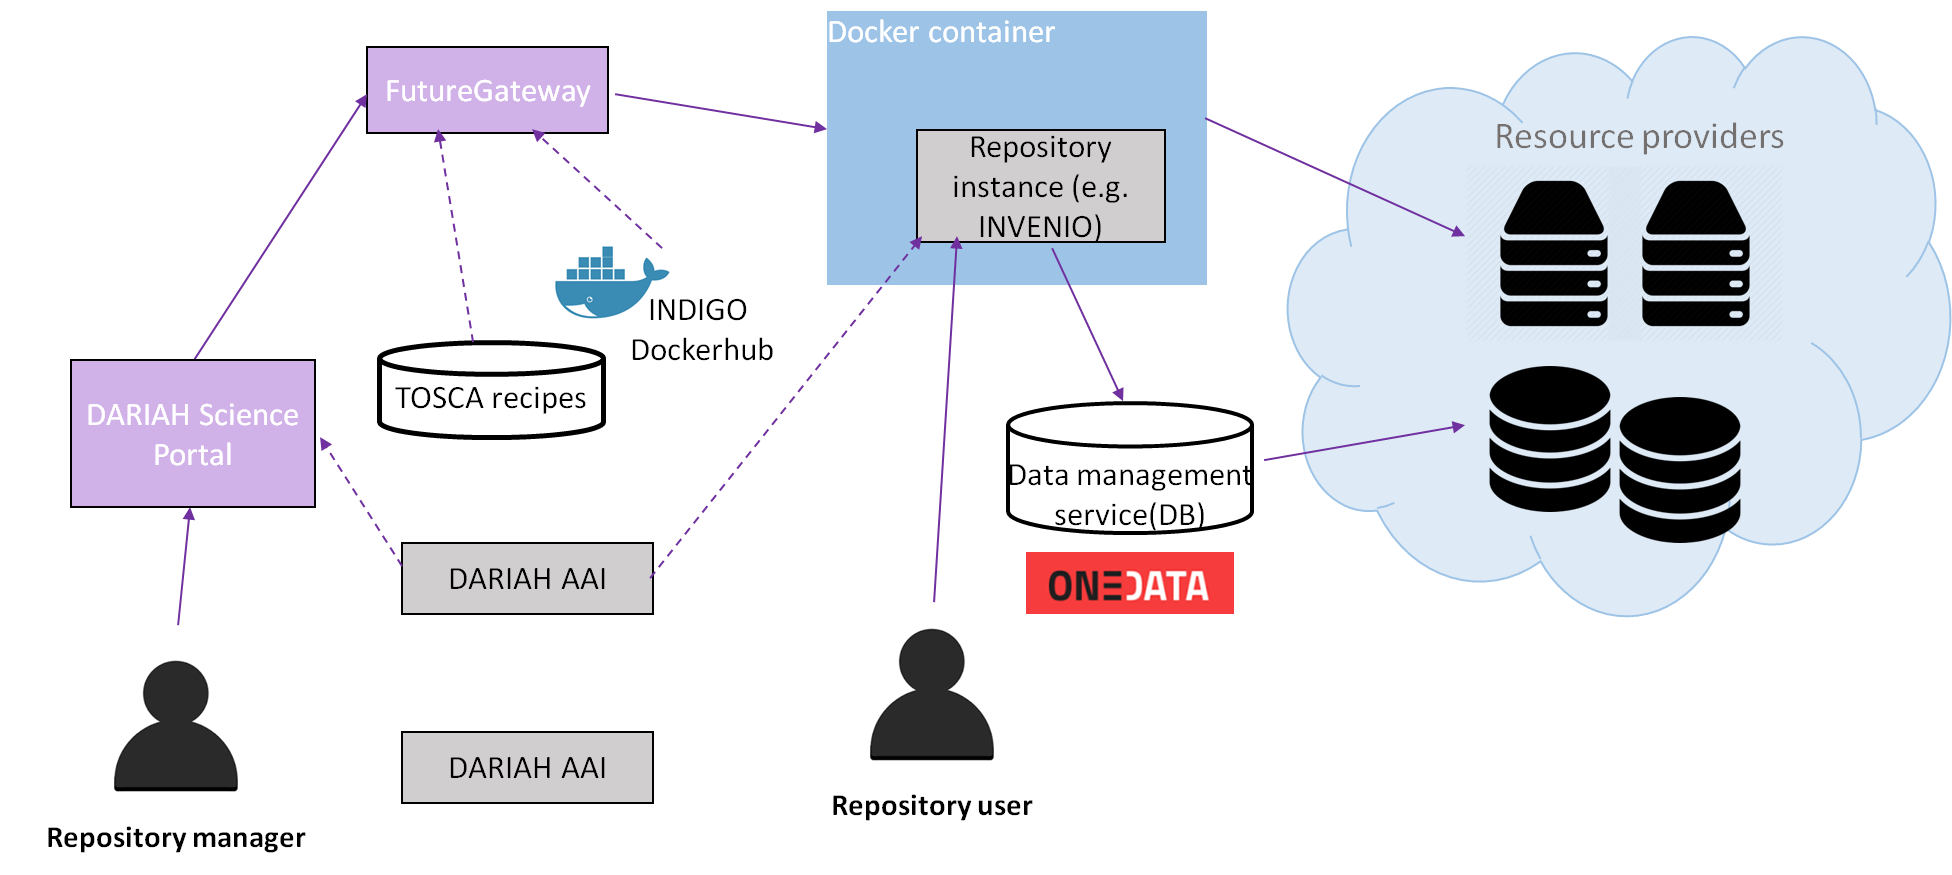 Docker container
FutureGateway
Repository
instance (e.g.
INVENIO)
Resource providers
INDIGO
Dockerhub
TOSCA recipes
DARIAH Science
Portal
Data management
service(DB)
ONEDATA
DARIAH AAI
DARIAH AAI
Repository user
Repository manager